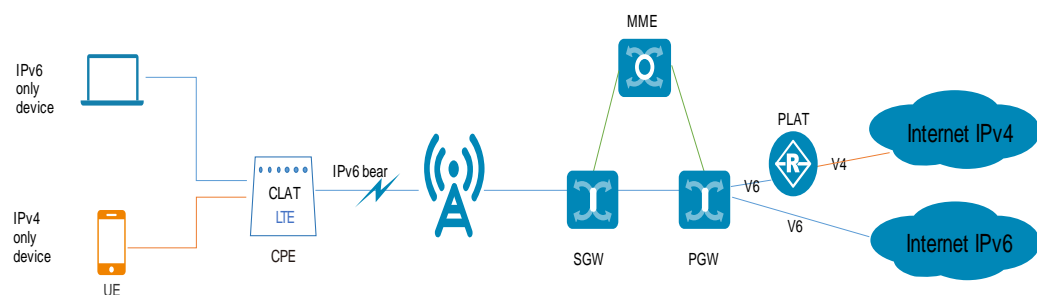 MME
IPv6
only
device
PLAT
Internet IPv4
R
V4
IPv6 bear
CLAT
V6
LTE
IPv4
only
device
V6
Internet IPv6
CPE
SGW
PGW
UE